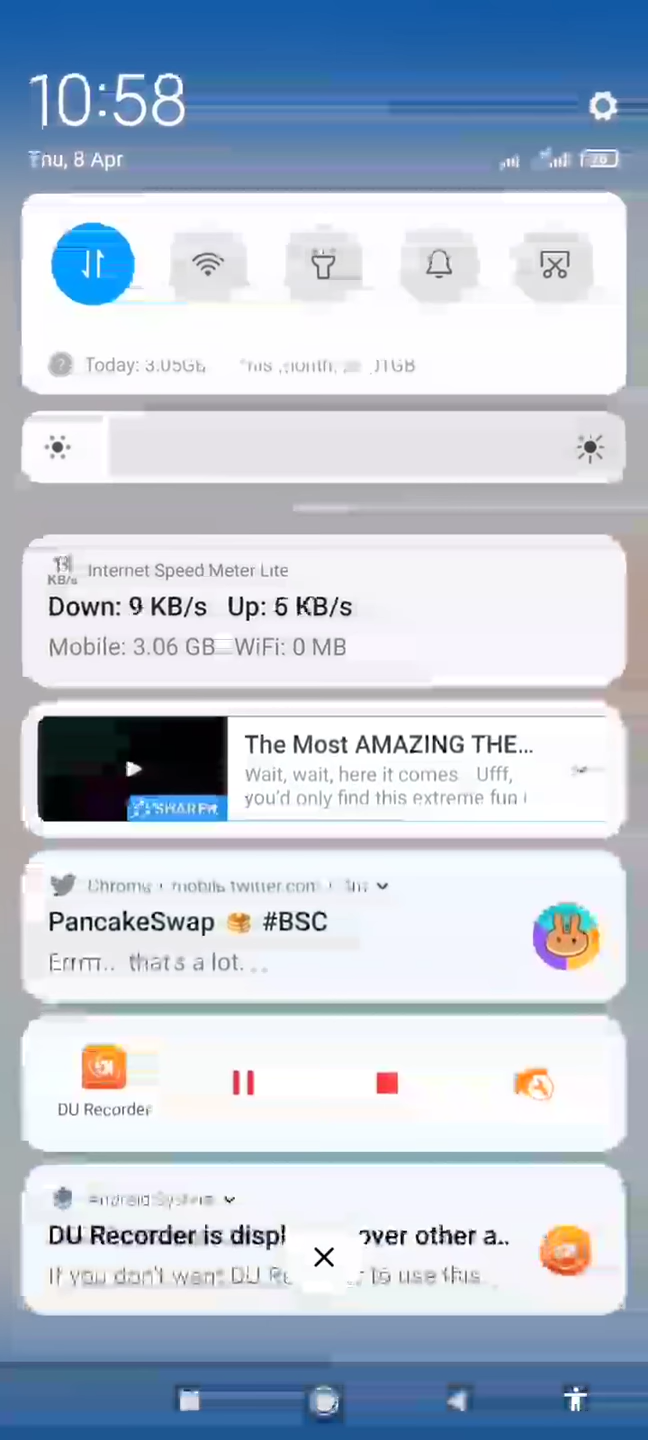 10:58
Thu, 8 Apr
Today: 3.05GB
KB/s Internet Speed Meter Lite
Down: 9 KB/s Up: 5 KB/s
Mobile: 3.06 GB WiFi: 0 MB
The Most AMAZING THE...
Wait, wait, here it comes Ufff,
you'd only find this extreme fun
Chrome • mobile.twitter.com
PancakeSwap 🥞 #BSC
Errrr.. that's a lot. . .
DU Recorder
Android System
DU Recorder is displ over other a..
If you don't want DU Re to use this